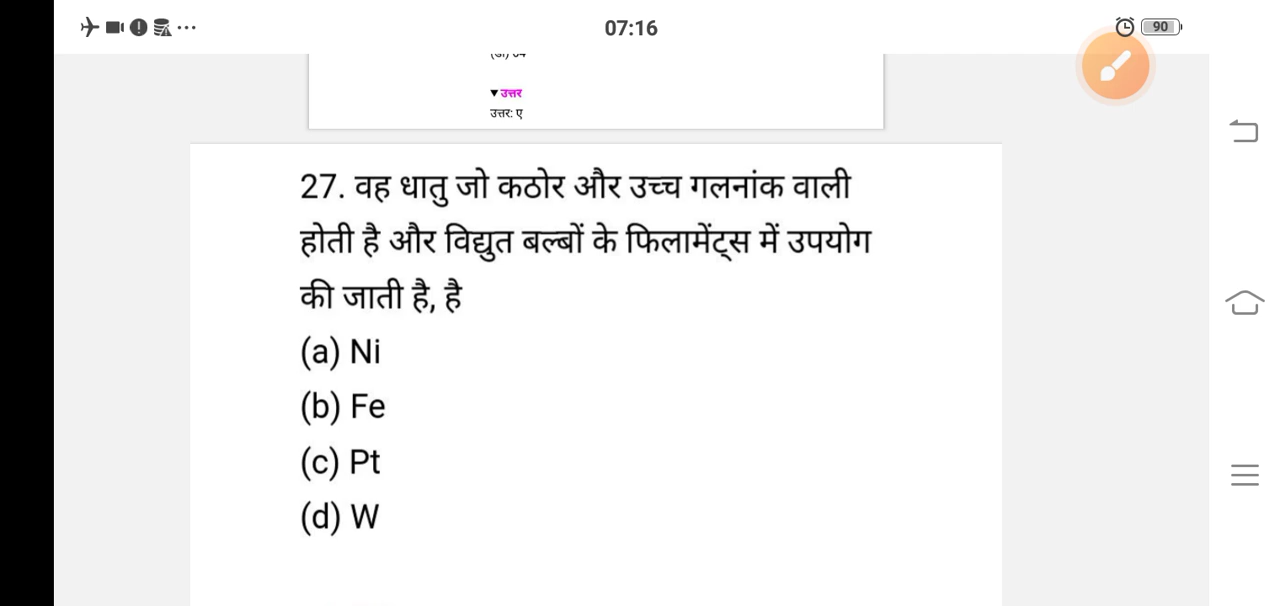 07:16
90
▼उत्तर
उत्तर: ए
27. वह धातु जो कठोर और उच्च गलनांक वाली
होती है और विद्युत बल्बों के फिलामेंट्स में उपयोग
की जाती है, है
(a) Ni
(b) Fe
(c) Pt
(d) W